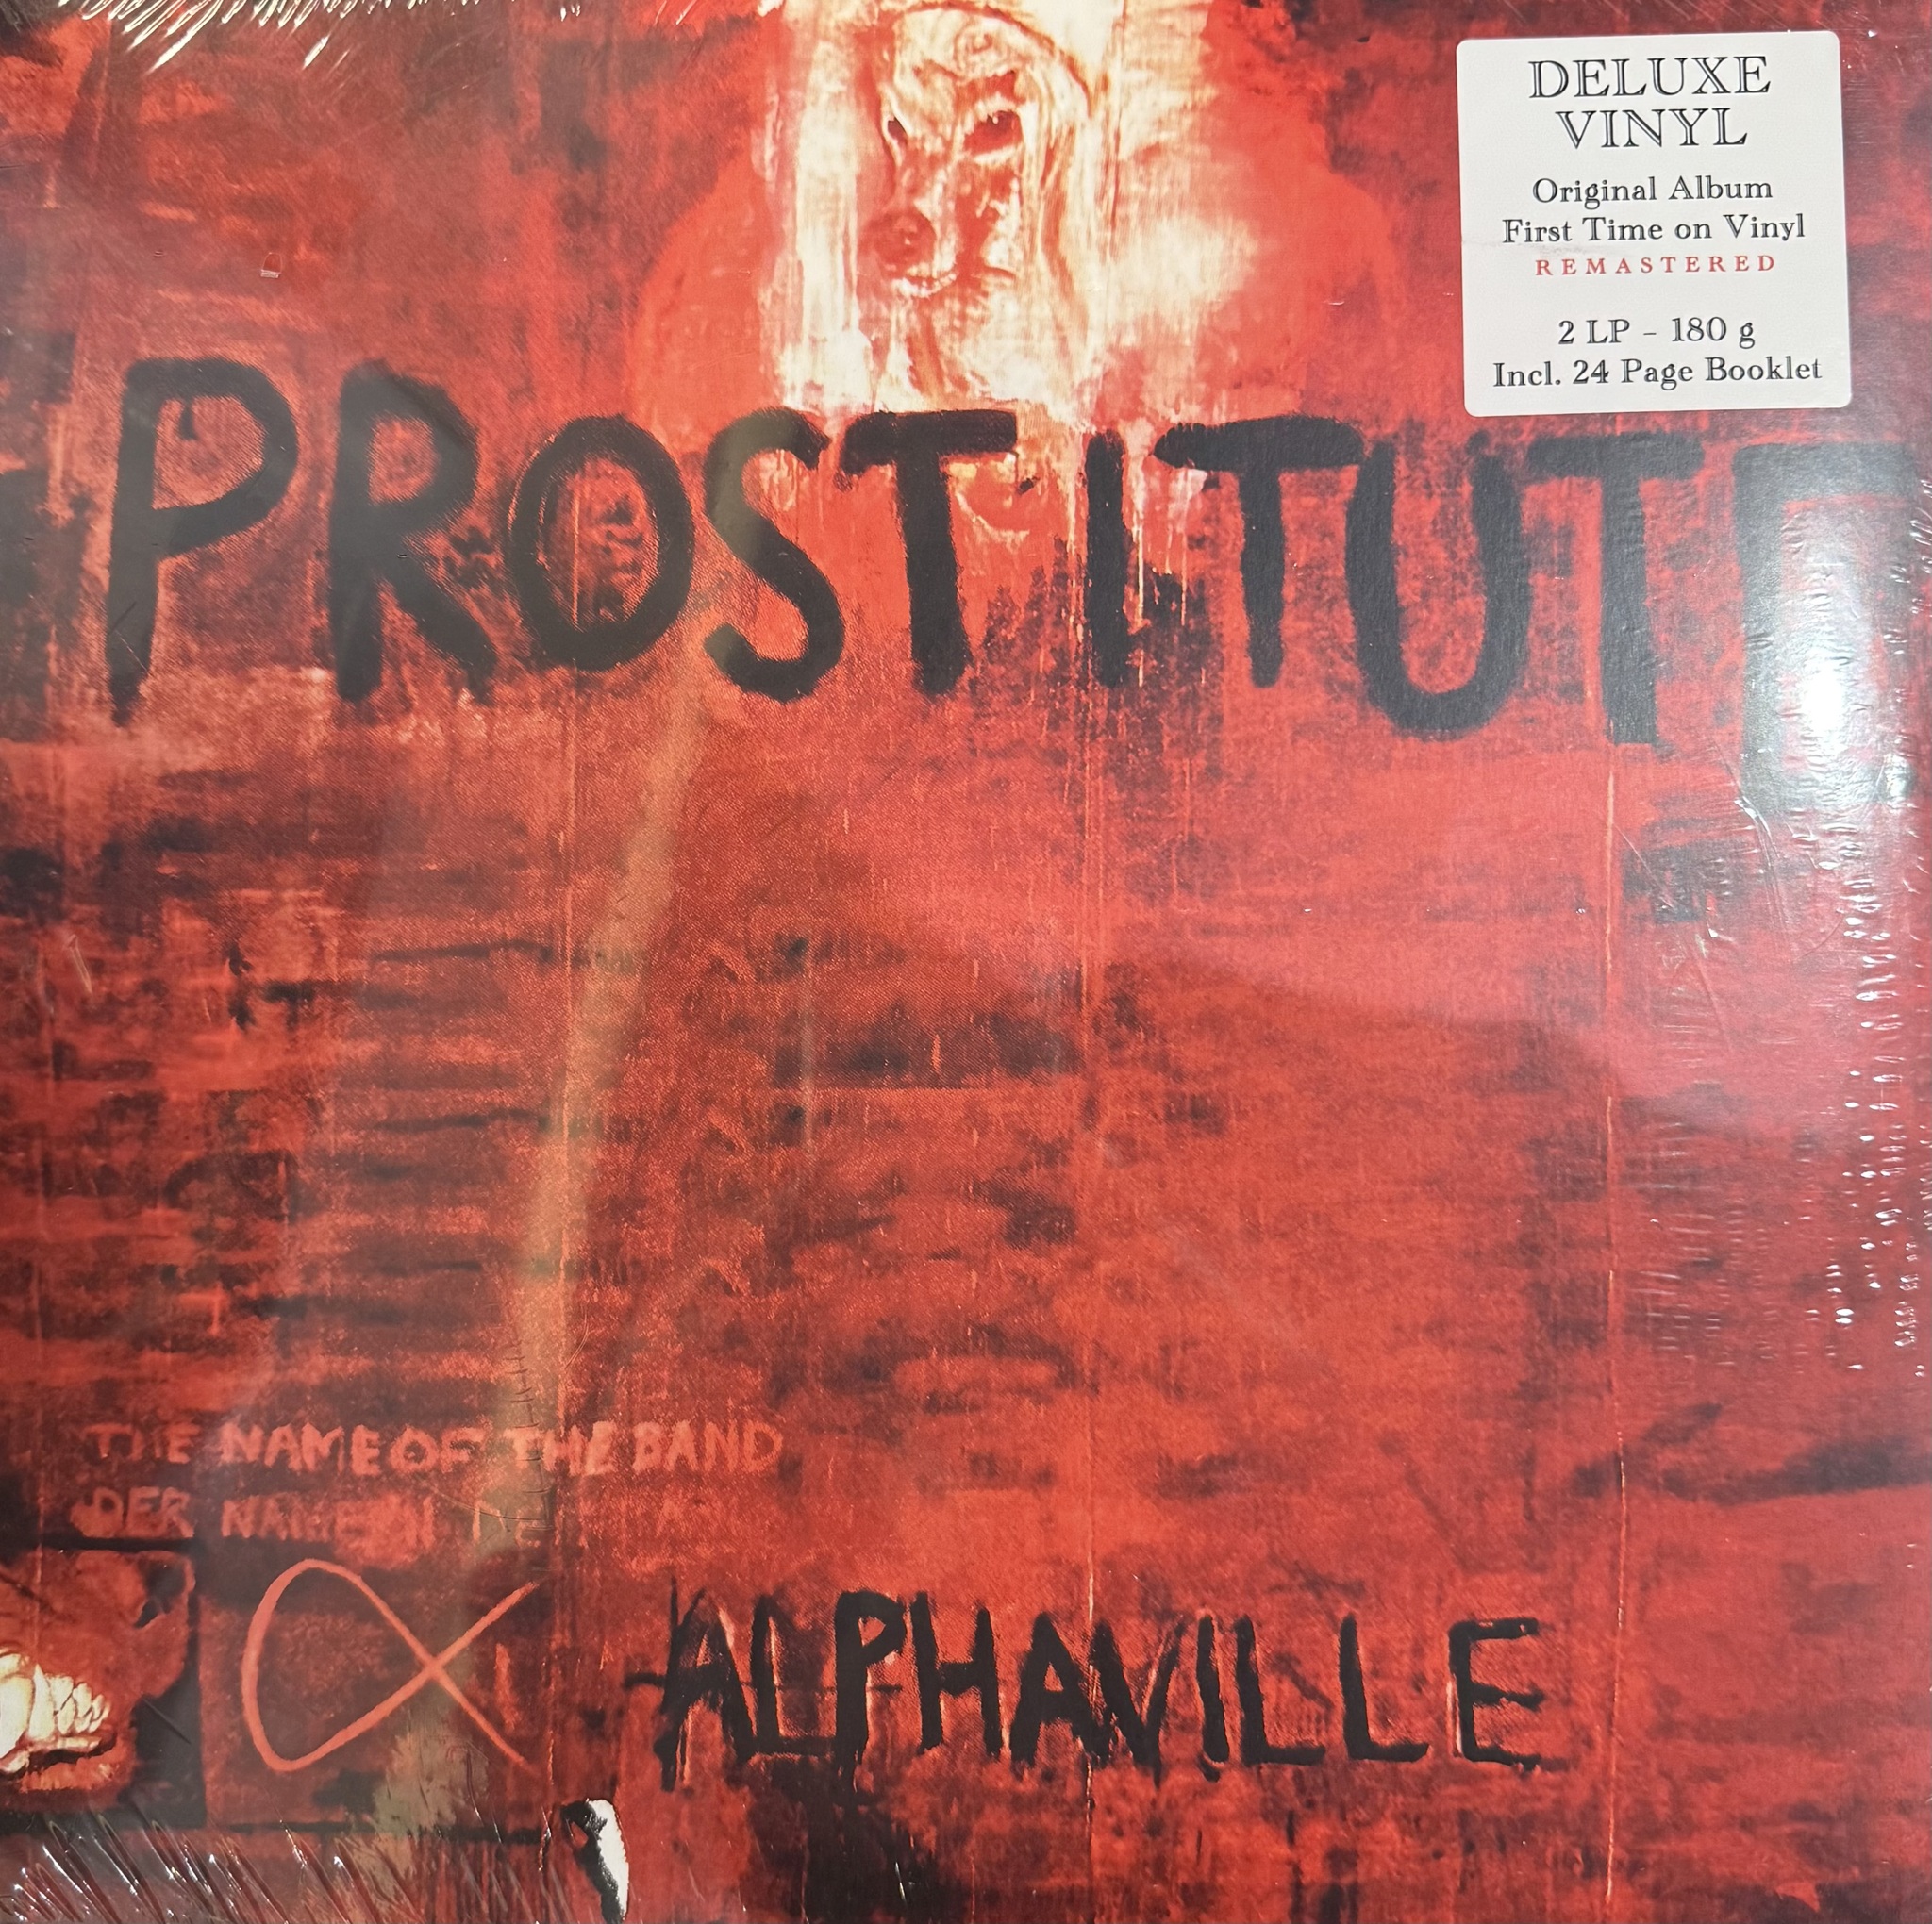 DELUXE
VINYL
Original Album
First Time on Vinyl
REMASTERED
2 LP - 180 g
Incl. 24 Page Booklet
PROSTITUTE
THE NAME OF THE BAND
DER NAME
α ALPHAVILLE